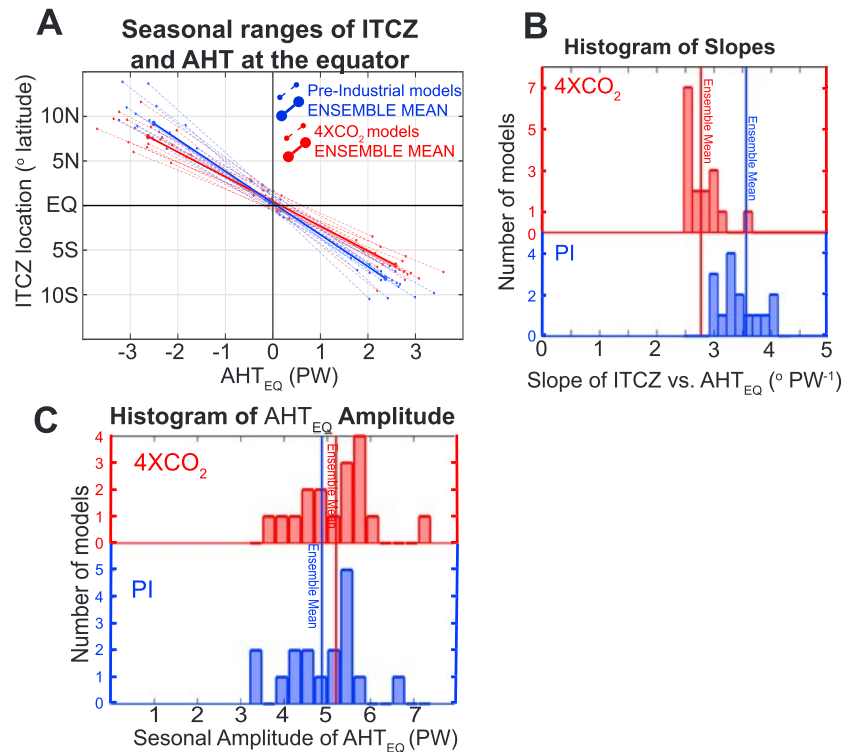 A
Seasonal ranges of ITCZ
and AHT at the equator
ITCZ location (o latitude)
10N
5N
EQ
5S
10S
Pre-Industrial models
ENSEMBLE MEAN
4XCO2 models
ENSEMBLE MEAN
-3 -2 -1 0 1 2 3
AHTEQ (PW)
B
Histogram of Slopes
4XCO2
Number of models
7
5
3
1
0
Ensemble Mean
Ensemble Mean
PI
4
2
0
0 1 2 3 4 5
Slope of ITCZ vs. AHTEQ (o PW-1)
C
Histogram of AHTEQ Amplitude
4XCO2
Number of models
4
3
2
1
0
Ensemble Mean
Ensemble Mean
PI
5
4
3
2
1
0
1 2 3 4 5 6 7
Sesonal Amplitude of AHTEQ (PW)